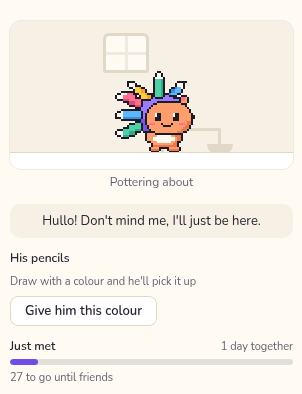 Pottering about
Hullo! Don't mind me, I'll just be here.
His pencils
Draw with a colour and he'll pick it up
Give him this colour
Just met 1 day together
27 to go until friends